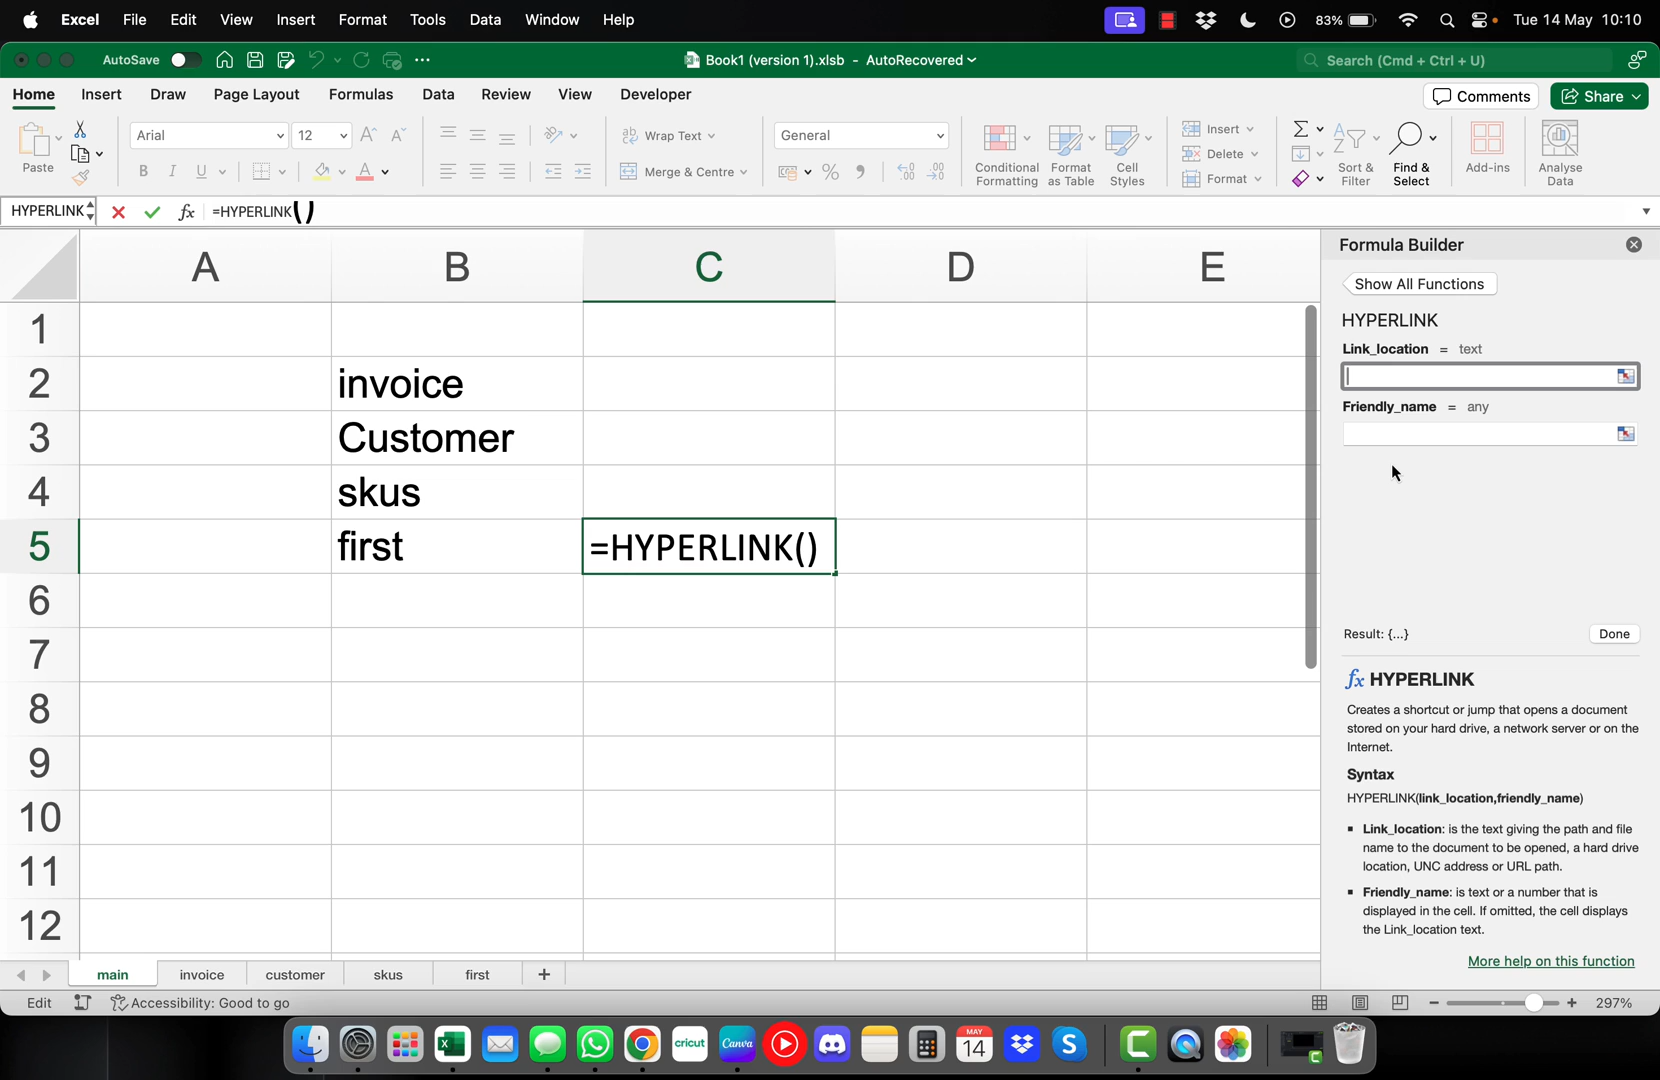 Excel File Edit View Insert Format Tools Data Window Help 83% Tue 14 May 10:10
AutoSave Book1 (version 1).xlsb - AutoRecovered Search (Cmd + Ctrl + U)
Home Insert Draw Page Layout Formulas Data Review View Developer Comments Share
Paste Arial 12 Wrap Text General Conditional Formatting Format as Table Cell Styles Insert Sort & Filter Find & Select Add-ins Analyse Data
B I U A Merge & Centre % Delete
Format
HYPERLINK fx =HYPERLINK()
Formula Builder
A B C D E
Show All Functions
HYPERLINK
Link_location = text
Friendly_name = any
1
2 invoice
3 Customer
4 skus
5 first =HYPERLINK()
6
7
8
9
10
11
12
Result: {...} Done
fx HYPERLINK
Creates a shortcut or jump that opens a document
stored on your hard drive, a network server or on the
Internet.
Syntax
HYPERLINK(link_location,friendly_name)
▪ Link_location: is the text giving the path and file
name to the document to be opened, a hard drive
location, UNC address or URL path.
▪ Friendly_name: is text or a number that is
displayed in the cell. If omitted, the cell displays
the Link_location text.
More help on this function
main invoice customer skus first +
Edit Accessibility: Good to go 297%
cricut Canva MAY 14